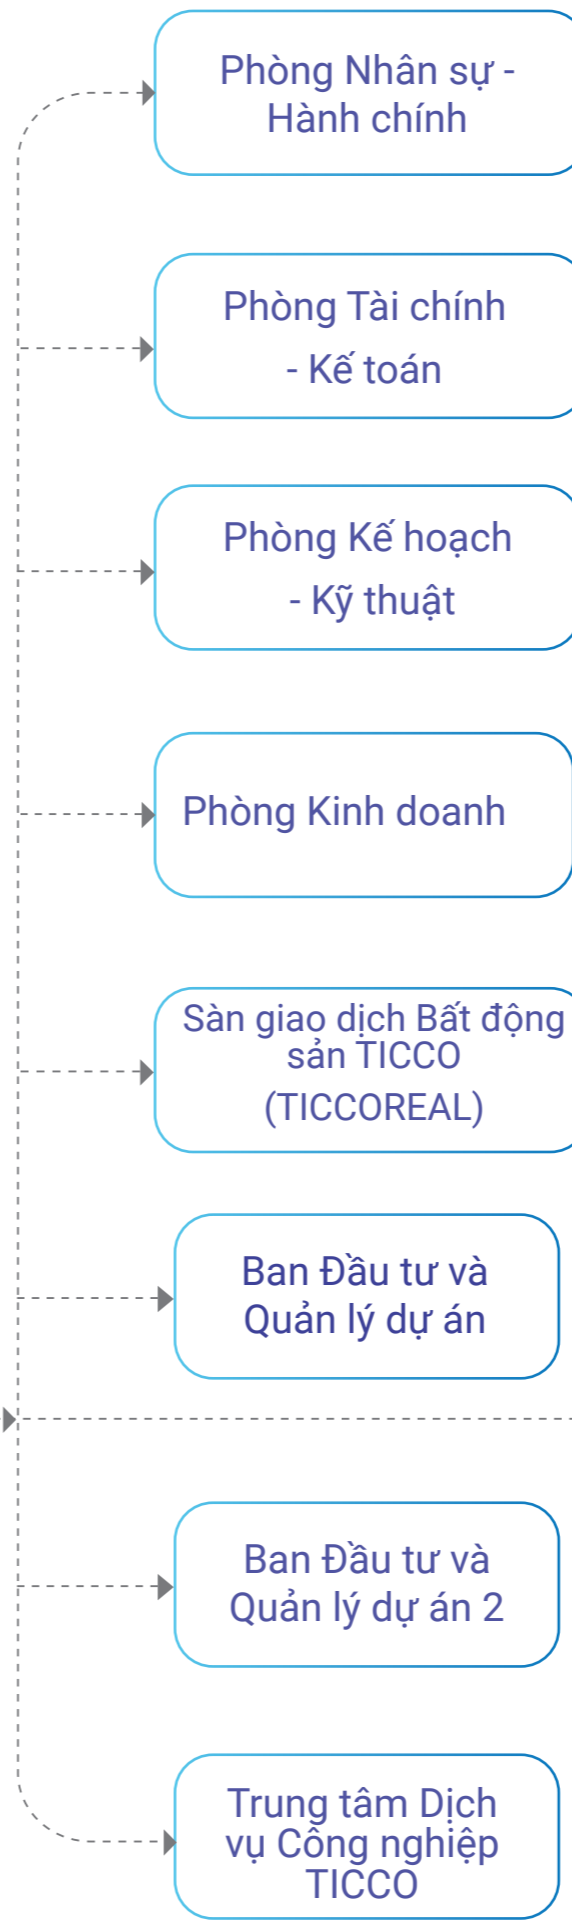 Phòng Nhân sự -
Hành chính
Phòng Tài chính
- Kế toán
Phòng Kế hoạch
- Kỹ thuật
Phòng Kinh doanh
Sàn giao dịch Bất động
sản TICCO
(TICCOREAL)
Ban Đầu tư và
Quản lý dự án
Ban Đầu tư và
Quản lý dự án 2
Trung tâm Dịch
vụ Công nghiệp
TICCO